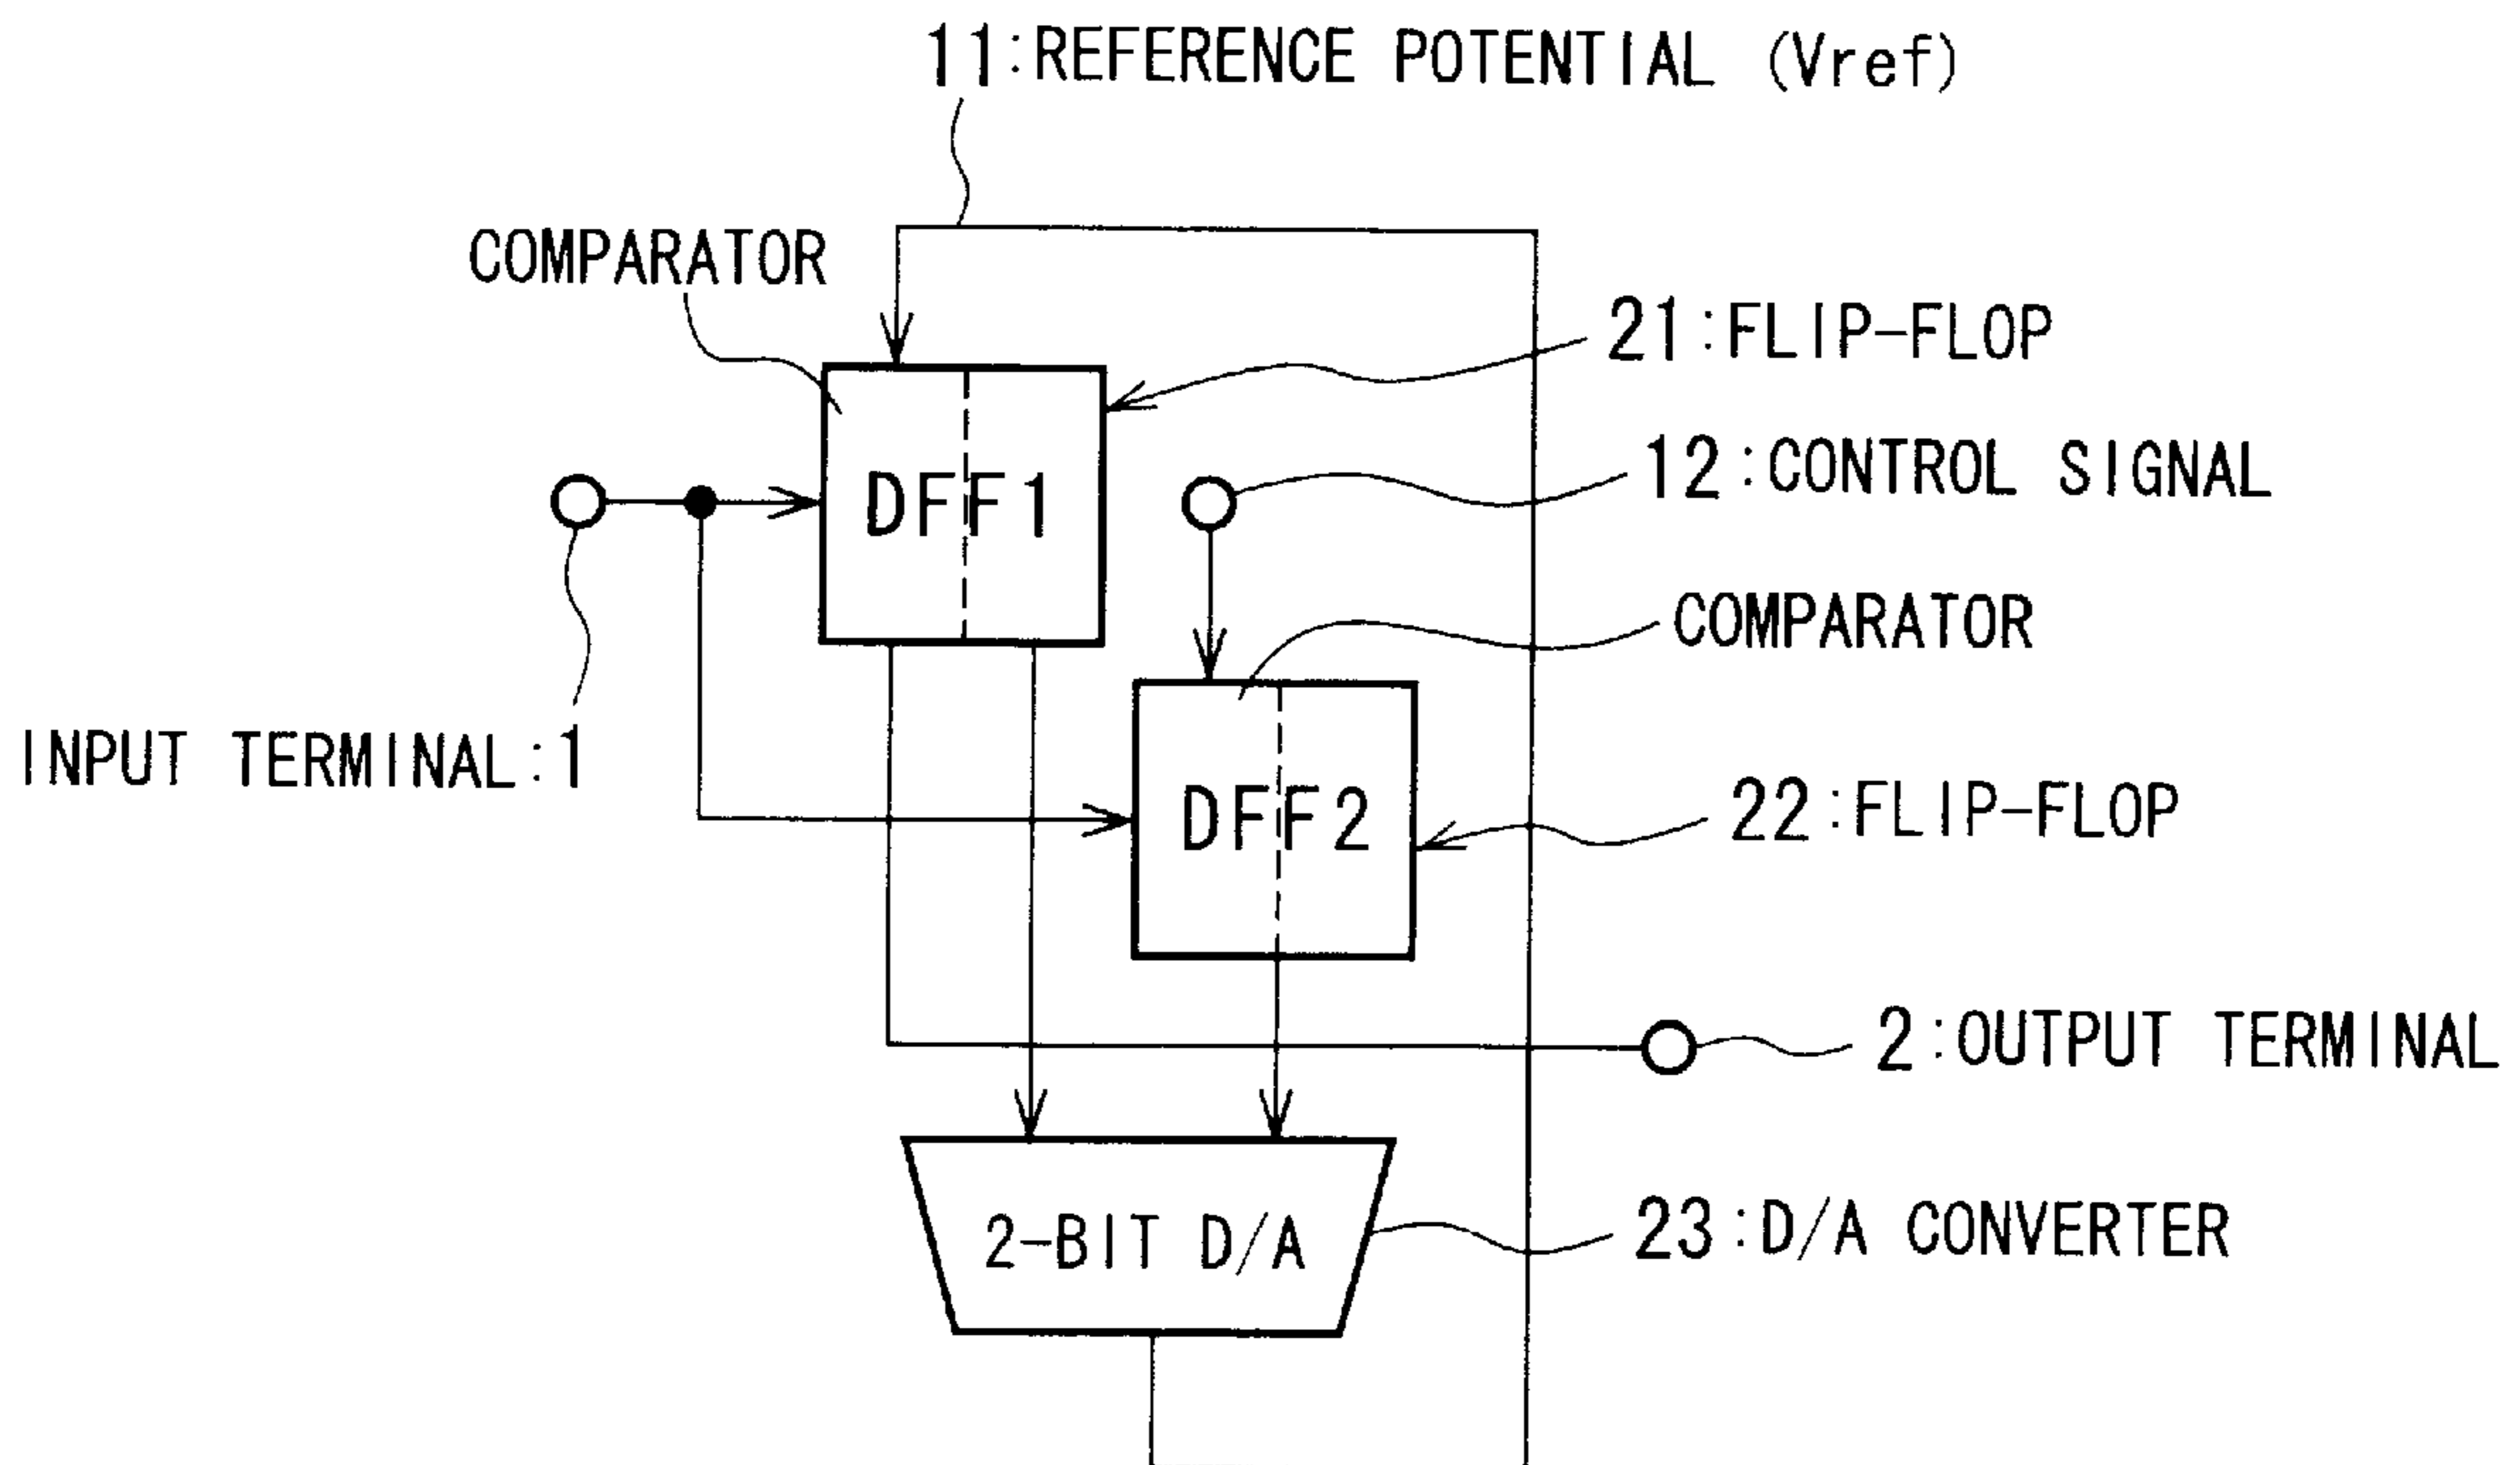 11:REFERENCE POTENTIAL (Vref)
COMPARATOR
21:FLIP-FLOP
12:CONTROL SIGNAL
DFF1
COMPARATOR
INPUT TERMINAL:1
DFF2
22:FLIP-FLOP
2:OUTPUT TERMINAL
2-BIT D/A
23:D/A CONVERTER